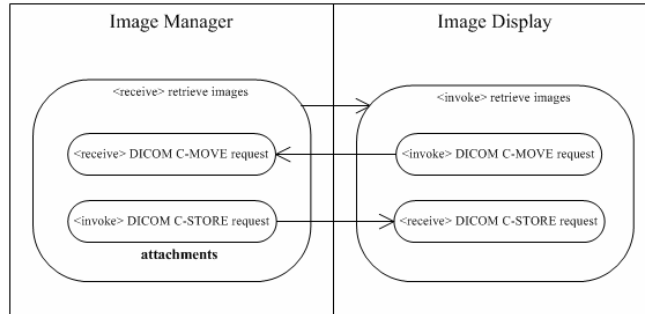 Image Manager
Image Display
<receive> retrieve images
<invoke> retrieve images
<receive> DICOM C-MOVE request
<invoke> DICOM C-MOVE request
<invoke> DICOM C-STORE request
<receive> DICOM C-STORE request
attachments